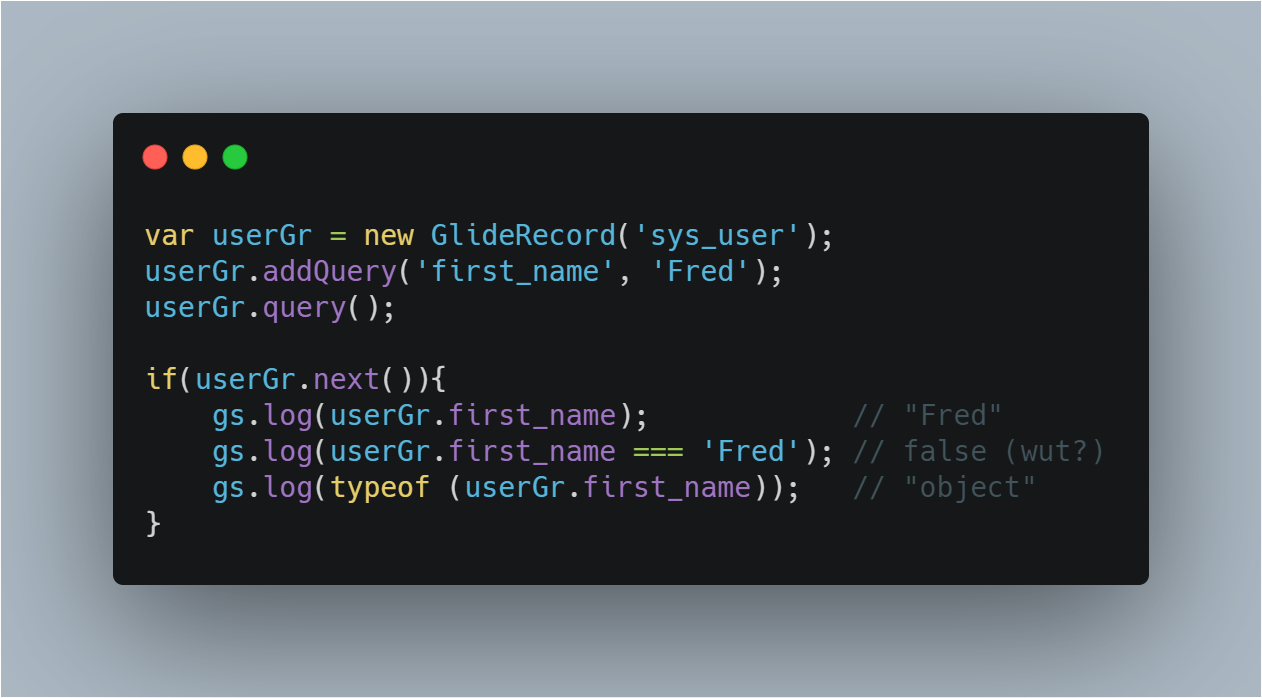 var userGr = new GlideRecord('sys_user');
userGr.addQuery('first_name', 'Fred');
userGr.query();

if(userGr.next()){
    gs.log(userGr.first_name);            // "Fred"
    gs.log(userGr.first_name === 'Fred'); // false (wut?)
    gs.log(typeof (userGr.first_name));   // "object"
}